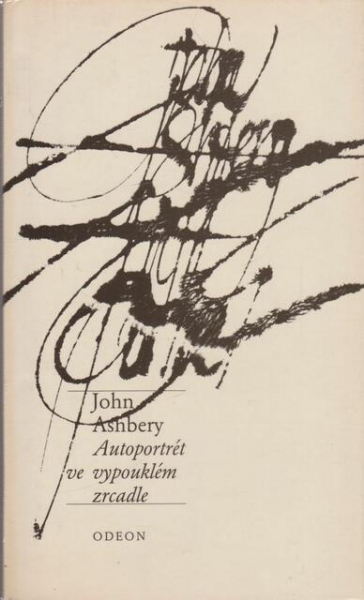 John
Ashbery
Autoportrét
ve vypouklém
zrcadle
ODEON